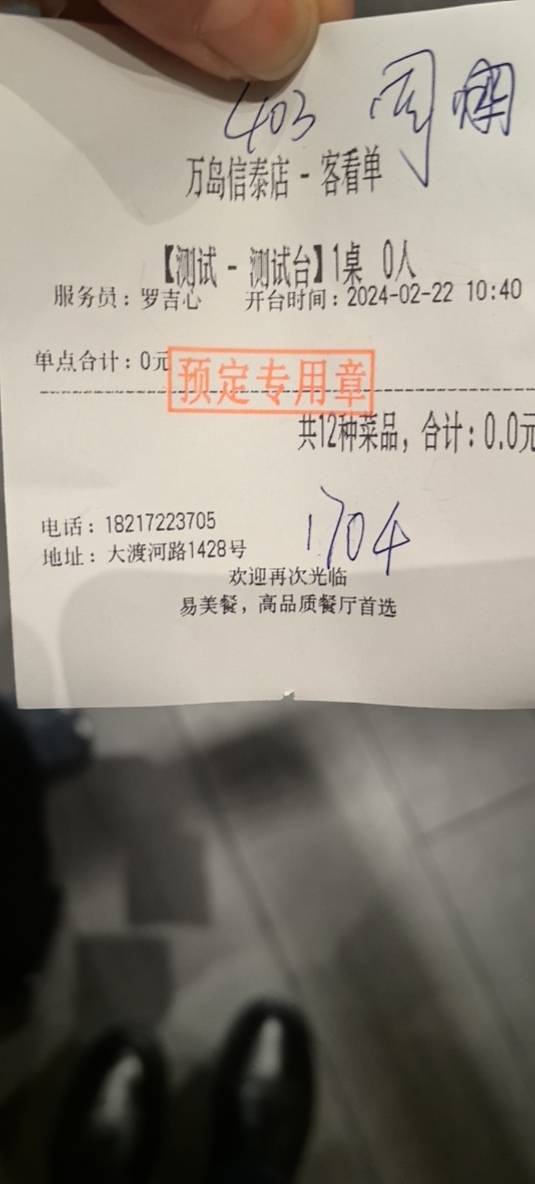 403 周
万岛信泰店 - 客看单
【测试 - 测试台】1桌 0人
服务员：罗吉心 开台时间：2024-02-22 10:40
单点合计：0元
预定专用章
共12种菜品，合计：0.0元
电话：18217223705
1704
地址：大渡河路1428号
欢迎再次光临
易美餐，高品质餐厅首选